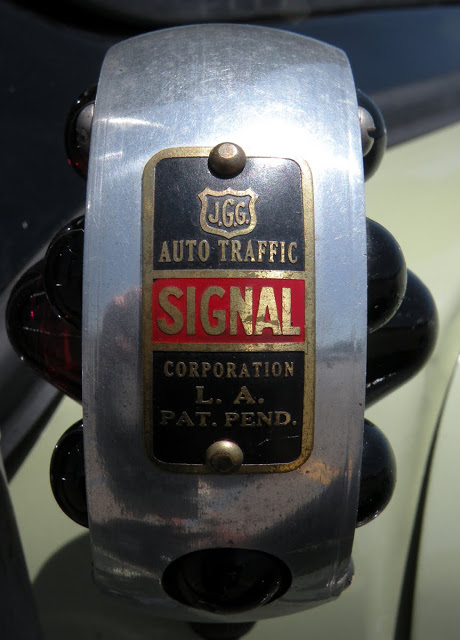 J.G.G.
AUTO TRAFFIC
SIGNAL
CORPORATION
L. A.
PAT. PEND.